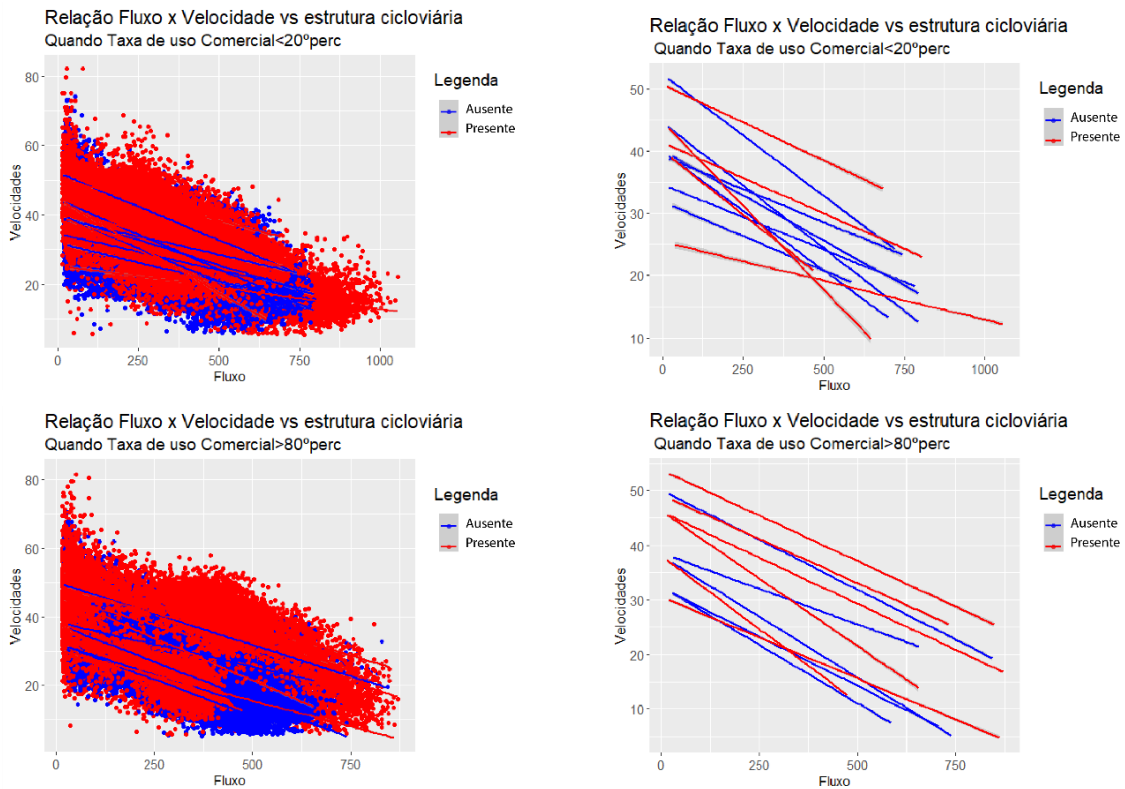 Relação Fluxo x Velocidade vs estrutura cicloviária
Quando Taxa de uso Comercial<20ºperc
Velocidades
80
60
40
20
0
250
500
750
1000
Fluxo
Legenda
Ausente
Presente
Relação Fluxo x Velocidade vs estrutura cicloviária
Quando Taxa de uso Comercial<20ºperc
Velocidades
50
40
30
20
10
0
250
500
750
1000
Fluxo
Legenda
Ausente
Presente
Relação Fluxo x Velocidade vs estrutura cicloviária
Quando Taxa de uso Comercial>80ºperc
Velocidades
80
60
40
20
0
250
500
750
Fluxo
Legenda
Ausente
Presente
Relação Fluxo x Velocidade vs estrutura cicloviária
Quando Taxa de uso Comercial>80ºperc
Velocidades
50
40
30
20
10
0
250
500
750
Fluxo
Legenda
Ausente
Presente